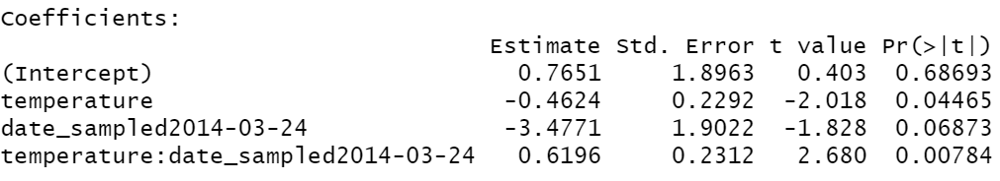 Coefficients:
Estimate Std. Error t value Pr(>|t|)
(Intercept) 0.7651 1.8963 0.403 0.68693
temperature -0.4624 0.2292 -2.018 0.04465
date_sampled2014-03-24 -3.4771 1.9022 -1.828 0.06873
temperature:date_sampled2014-03-24 0.6196 0.2312 2.680 0.00784